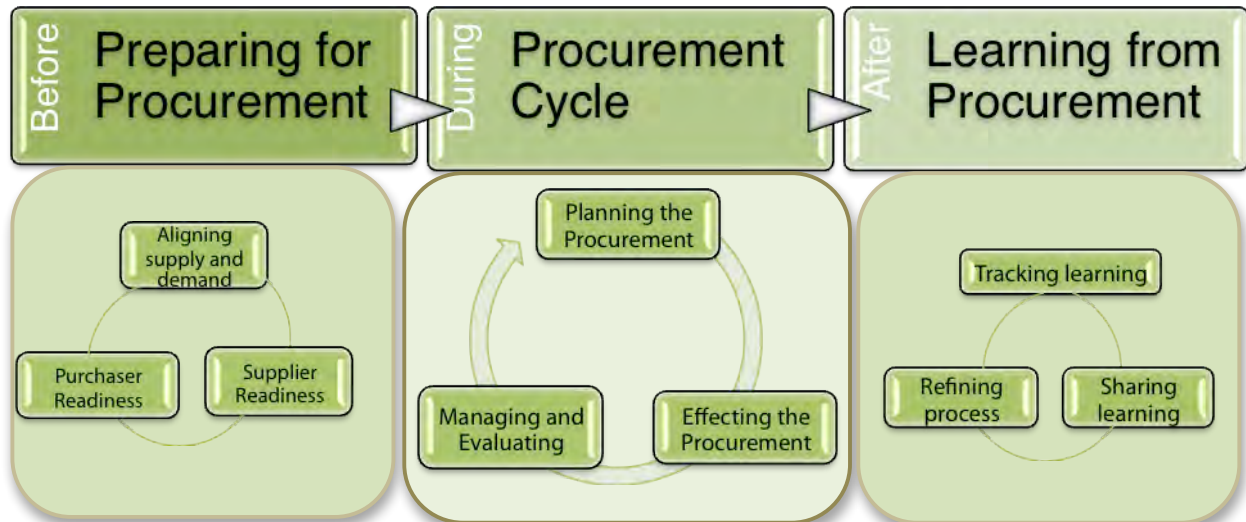 Before
Preparing for
Procurement
During
Procurement
Cycle
After
Learning from
Procurement
Aligning
supply and
demand
Purchaser
Readiness
Supplier
Readiness
Planning the
Procurement
Managing and
Evaluating
Effecting the
Procurement
Tracking learning
Refining
process
Sharing
learning